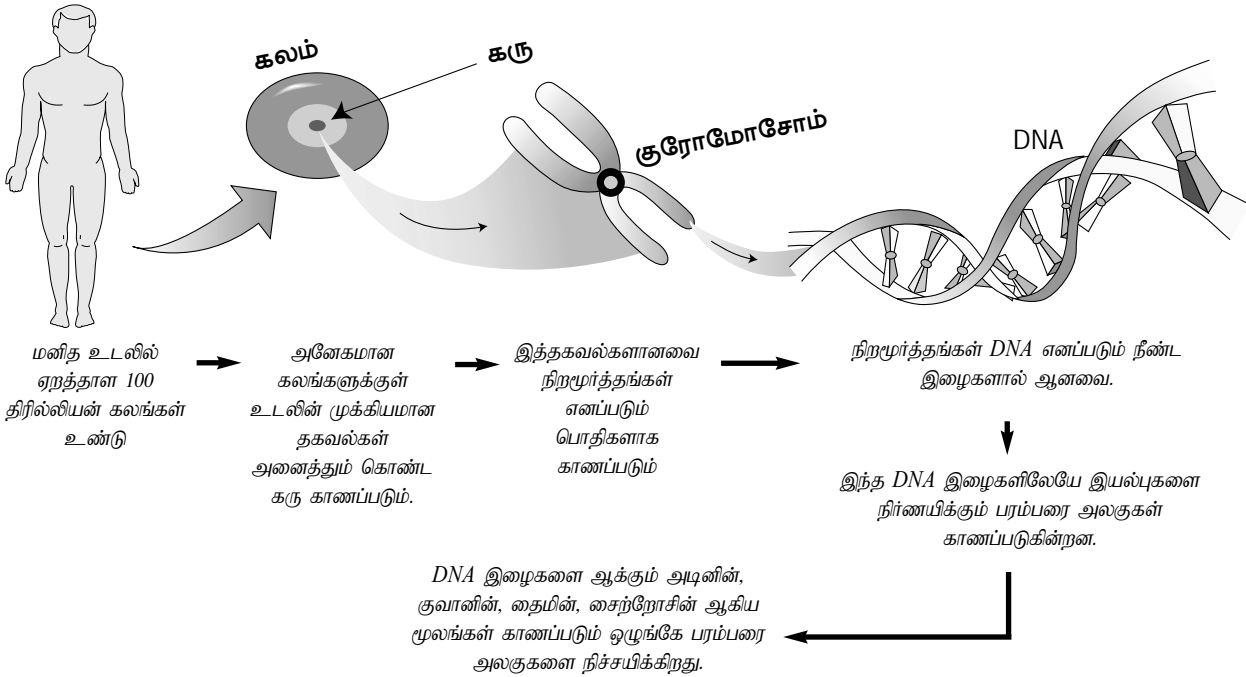 கலம்
கரு
குரோமோசோம்
DNA
மனித உடலில்
ஏறத்தாள 100
திரில்லியன் கலங்கள்
உண்டு
அனேகமான
கலங்களுக்குள்
உடலின் முக்கியமான
தகவல்கள்
அனைத்தும் கொண்ட
கரு காணப்படும்.
இத்தகவல்களானவை
நிறமூர்த்தங்கள்
எனப்படும்
பொதிகளாக
காணப்படும்
நிறமூர்த்தங்கள் DNA எனப்படும் நீண்ட
இழைகளால் ஆனவை.
இந்த DNA இழைகளிலேயே இயல்புகளை
நிர்ணயிக்கும் பரம்பரை அலகுகள்
காணப்படுகின்றன.
DNA இழைகளை ஆக்கும் அடினின்,
குவானின், தைமின், சைற்றோசின் ஆகிய
மூலங்கள் காணப்படும் ஒழுங்கே பரம்பரை
அலகுகளை நிச்சயிக்கிறது.